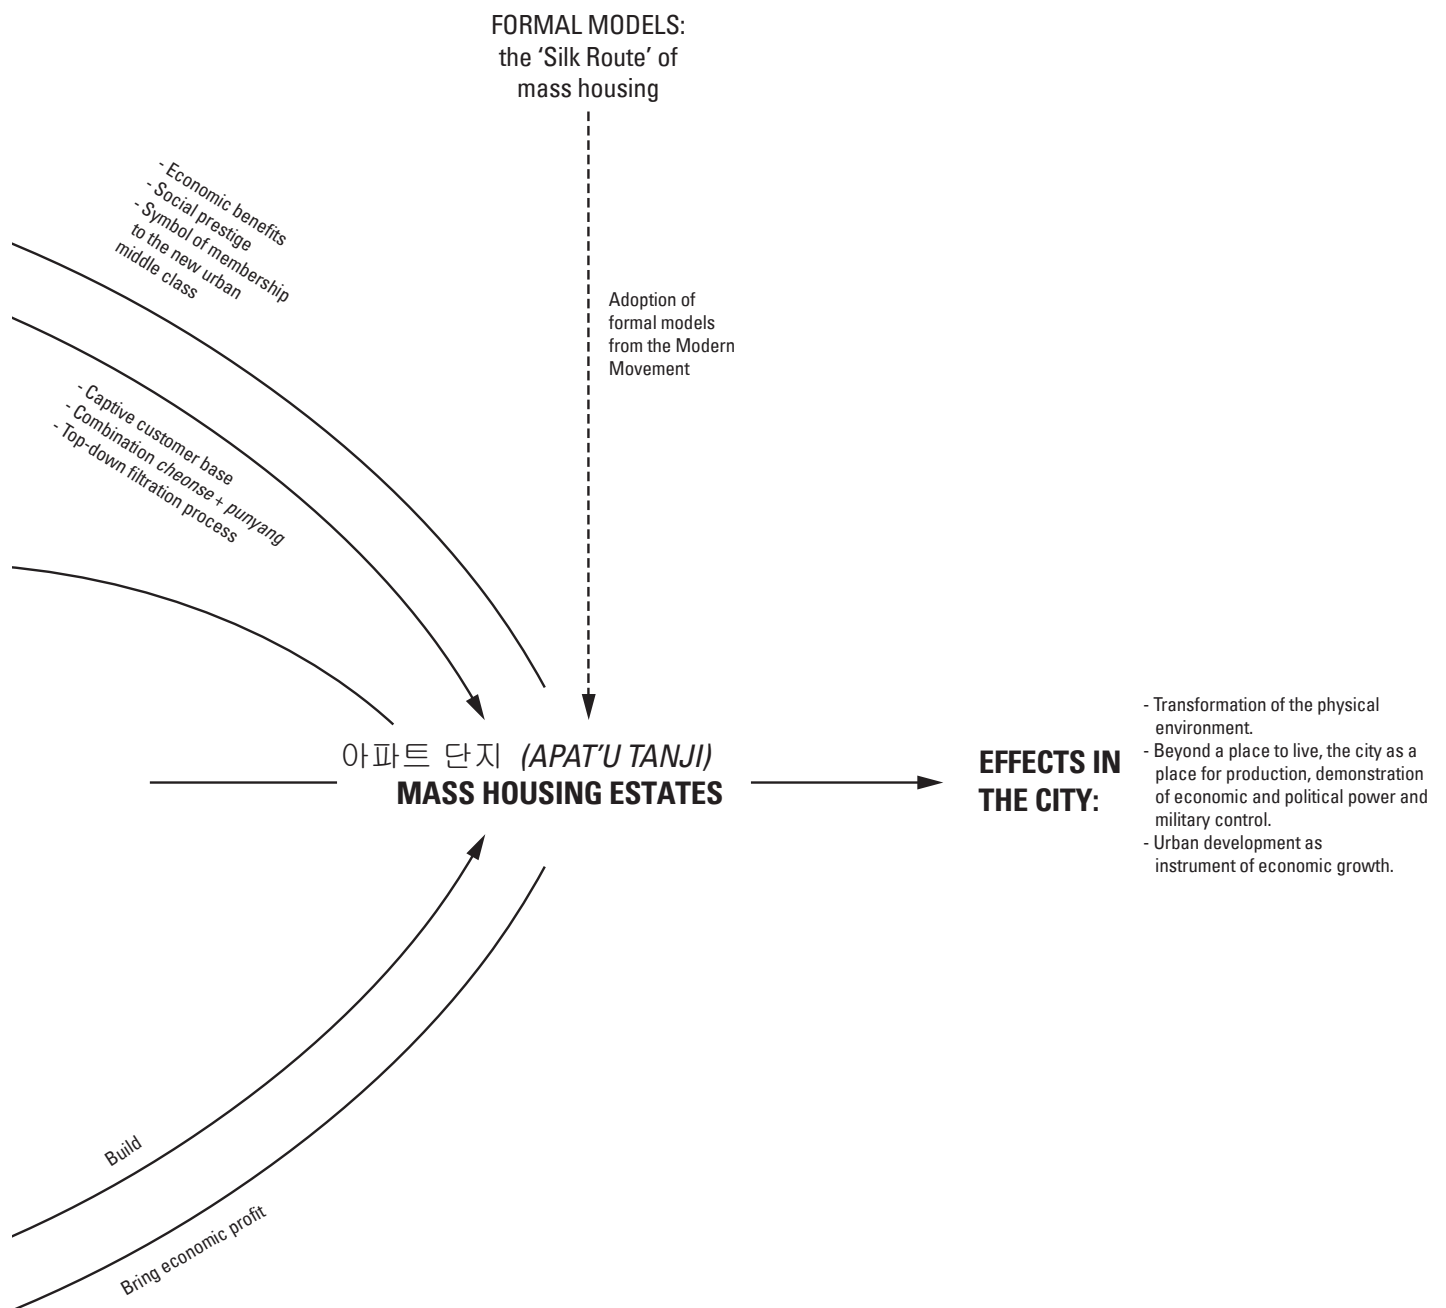 FORMAL MODELS:
the ‘Silk Route’ of
mass housing
- Economic benefits
- Social prestige
- Symbol of membership
to the new urban
middle class
Adoption of
formal models
from the Modern
Movement
- Captive customer base
- Combination cheonse + punyang
- Top-down filtration process
아파트 단지 (APAT’U TANJI)
MASS HOUSING ESTATES
EFFECTS IN
THE CITY:
- Transformation of the physical
environment.
- Beyond a place to live, the city as a
place for production, demonstration
of economic and political power and
military control.
- Urban development as
instrument of economic growth.
Build
Bring economic profit